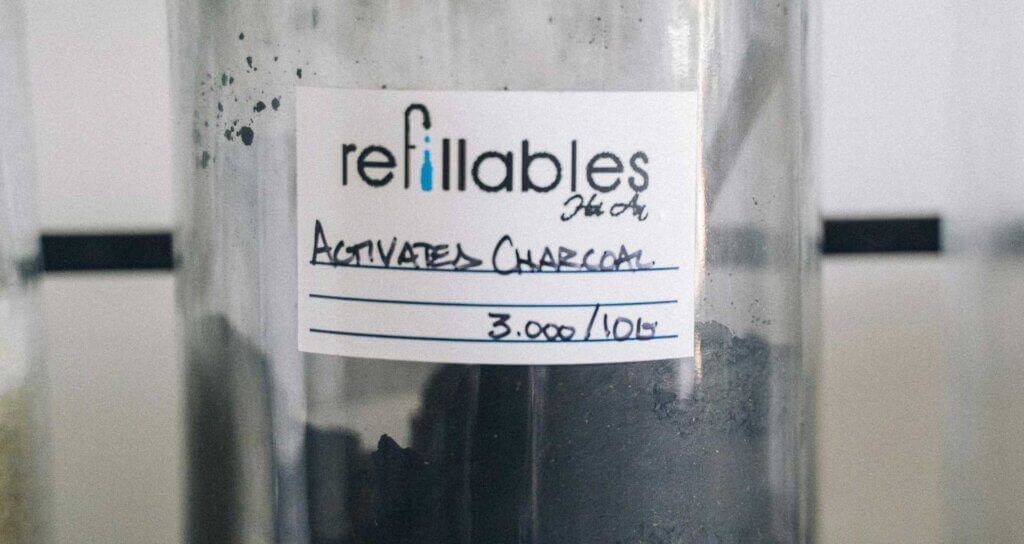 refillables
Hoi An
ACTIVATED CHARCOAL
3.000/10G